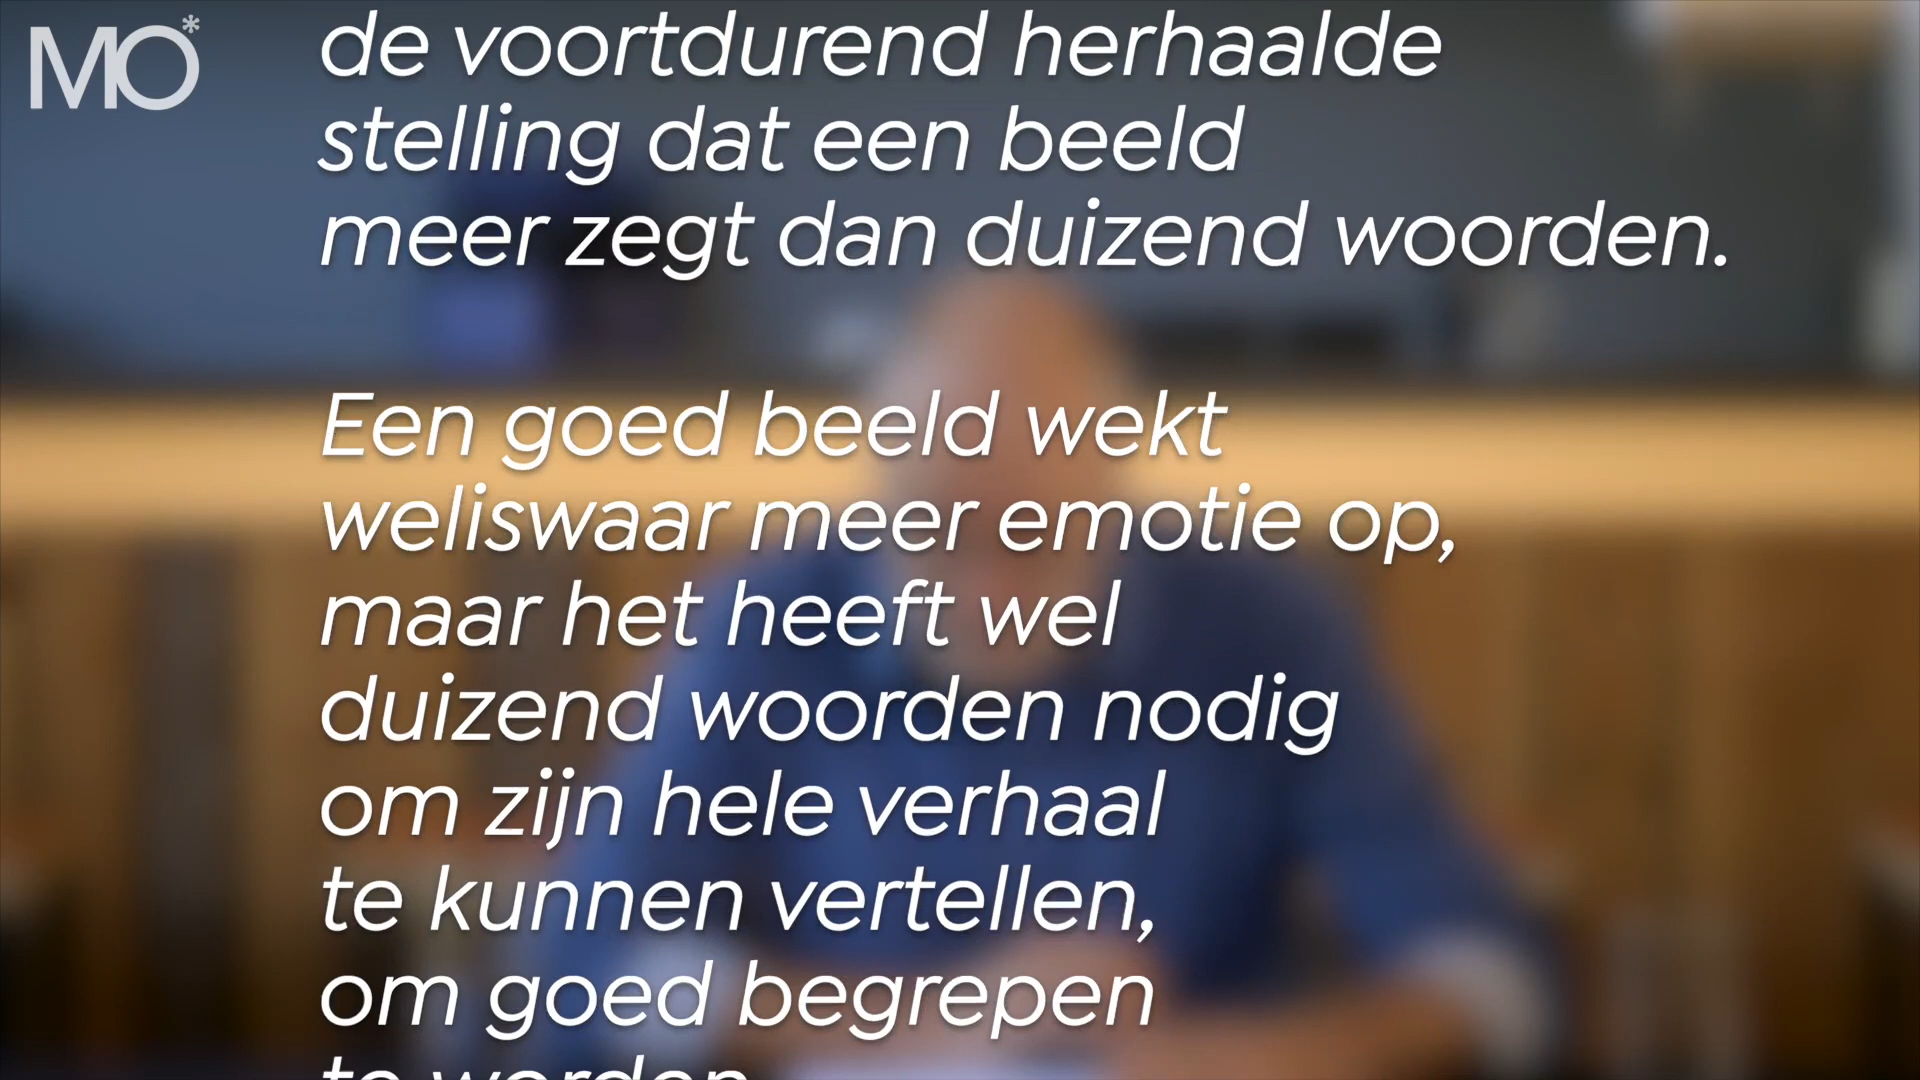 MO*
de voortdurend herhaalde
stelling dat een beeld
meer zegt dan duizend woorden.
Een goed beeld wekt
weliswaar meer emotie op,
maar het heeft wel
duizend woorden nodig
om zijn hele verhaal
te kunnen vertellen,
om goed begrepen
te worden